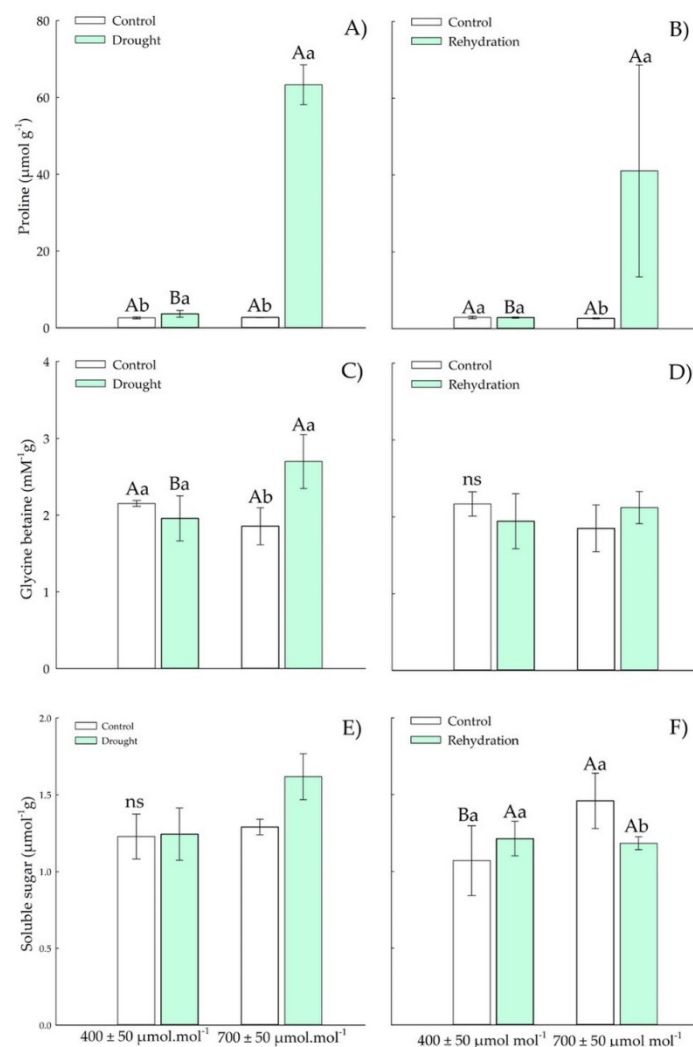 Control
Drought
A)
Proline (µmol g⁻¹)
80
60
40
20
0
Ab
Ba
Ab
Aa
Control
Rehydration
B)
Aa
Ba
Ab
Aa
Control
Drought
C)
Glycine betaine (mM⁻¹g)
4
3
2
1
0
Aa
Ba
Ab
Aa
Rehydration
D)
ns
Control
Drought
E)
Soluble sugar (µmol⁻¹g)
2.0
1.5
1.0
0.5
0.0
ns
400 ± 50 µmol.mol⁻¹
700 ± 50 µmol.mol⁻¹
Control
Rehydration
F)
Ba
Aa
Aa
Ab
400 ± 50 µmol mol⁻¹
700 ± 50 µmol mol⁻¹